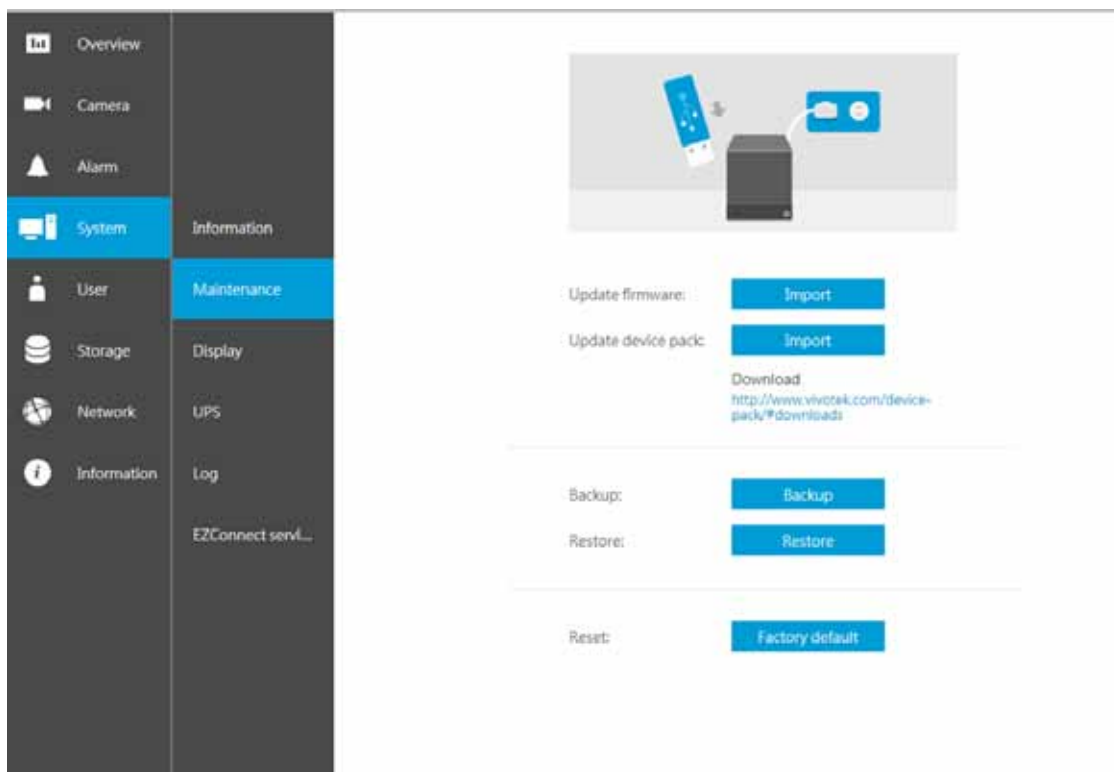 Overview
Camera
Alarm
System
User
Storage
Network
Information
Information
Maintenance
Display
UPS
Log
EZConnect servi...
Update firmware:
Import
Update device pack:
Import
Download
http://www.vivotek.com/device-
pack/#downloads
Backup:
Backup
Restore:
Restore
Reset:
Factory default